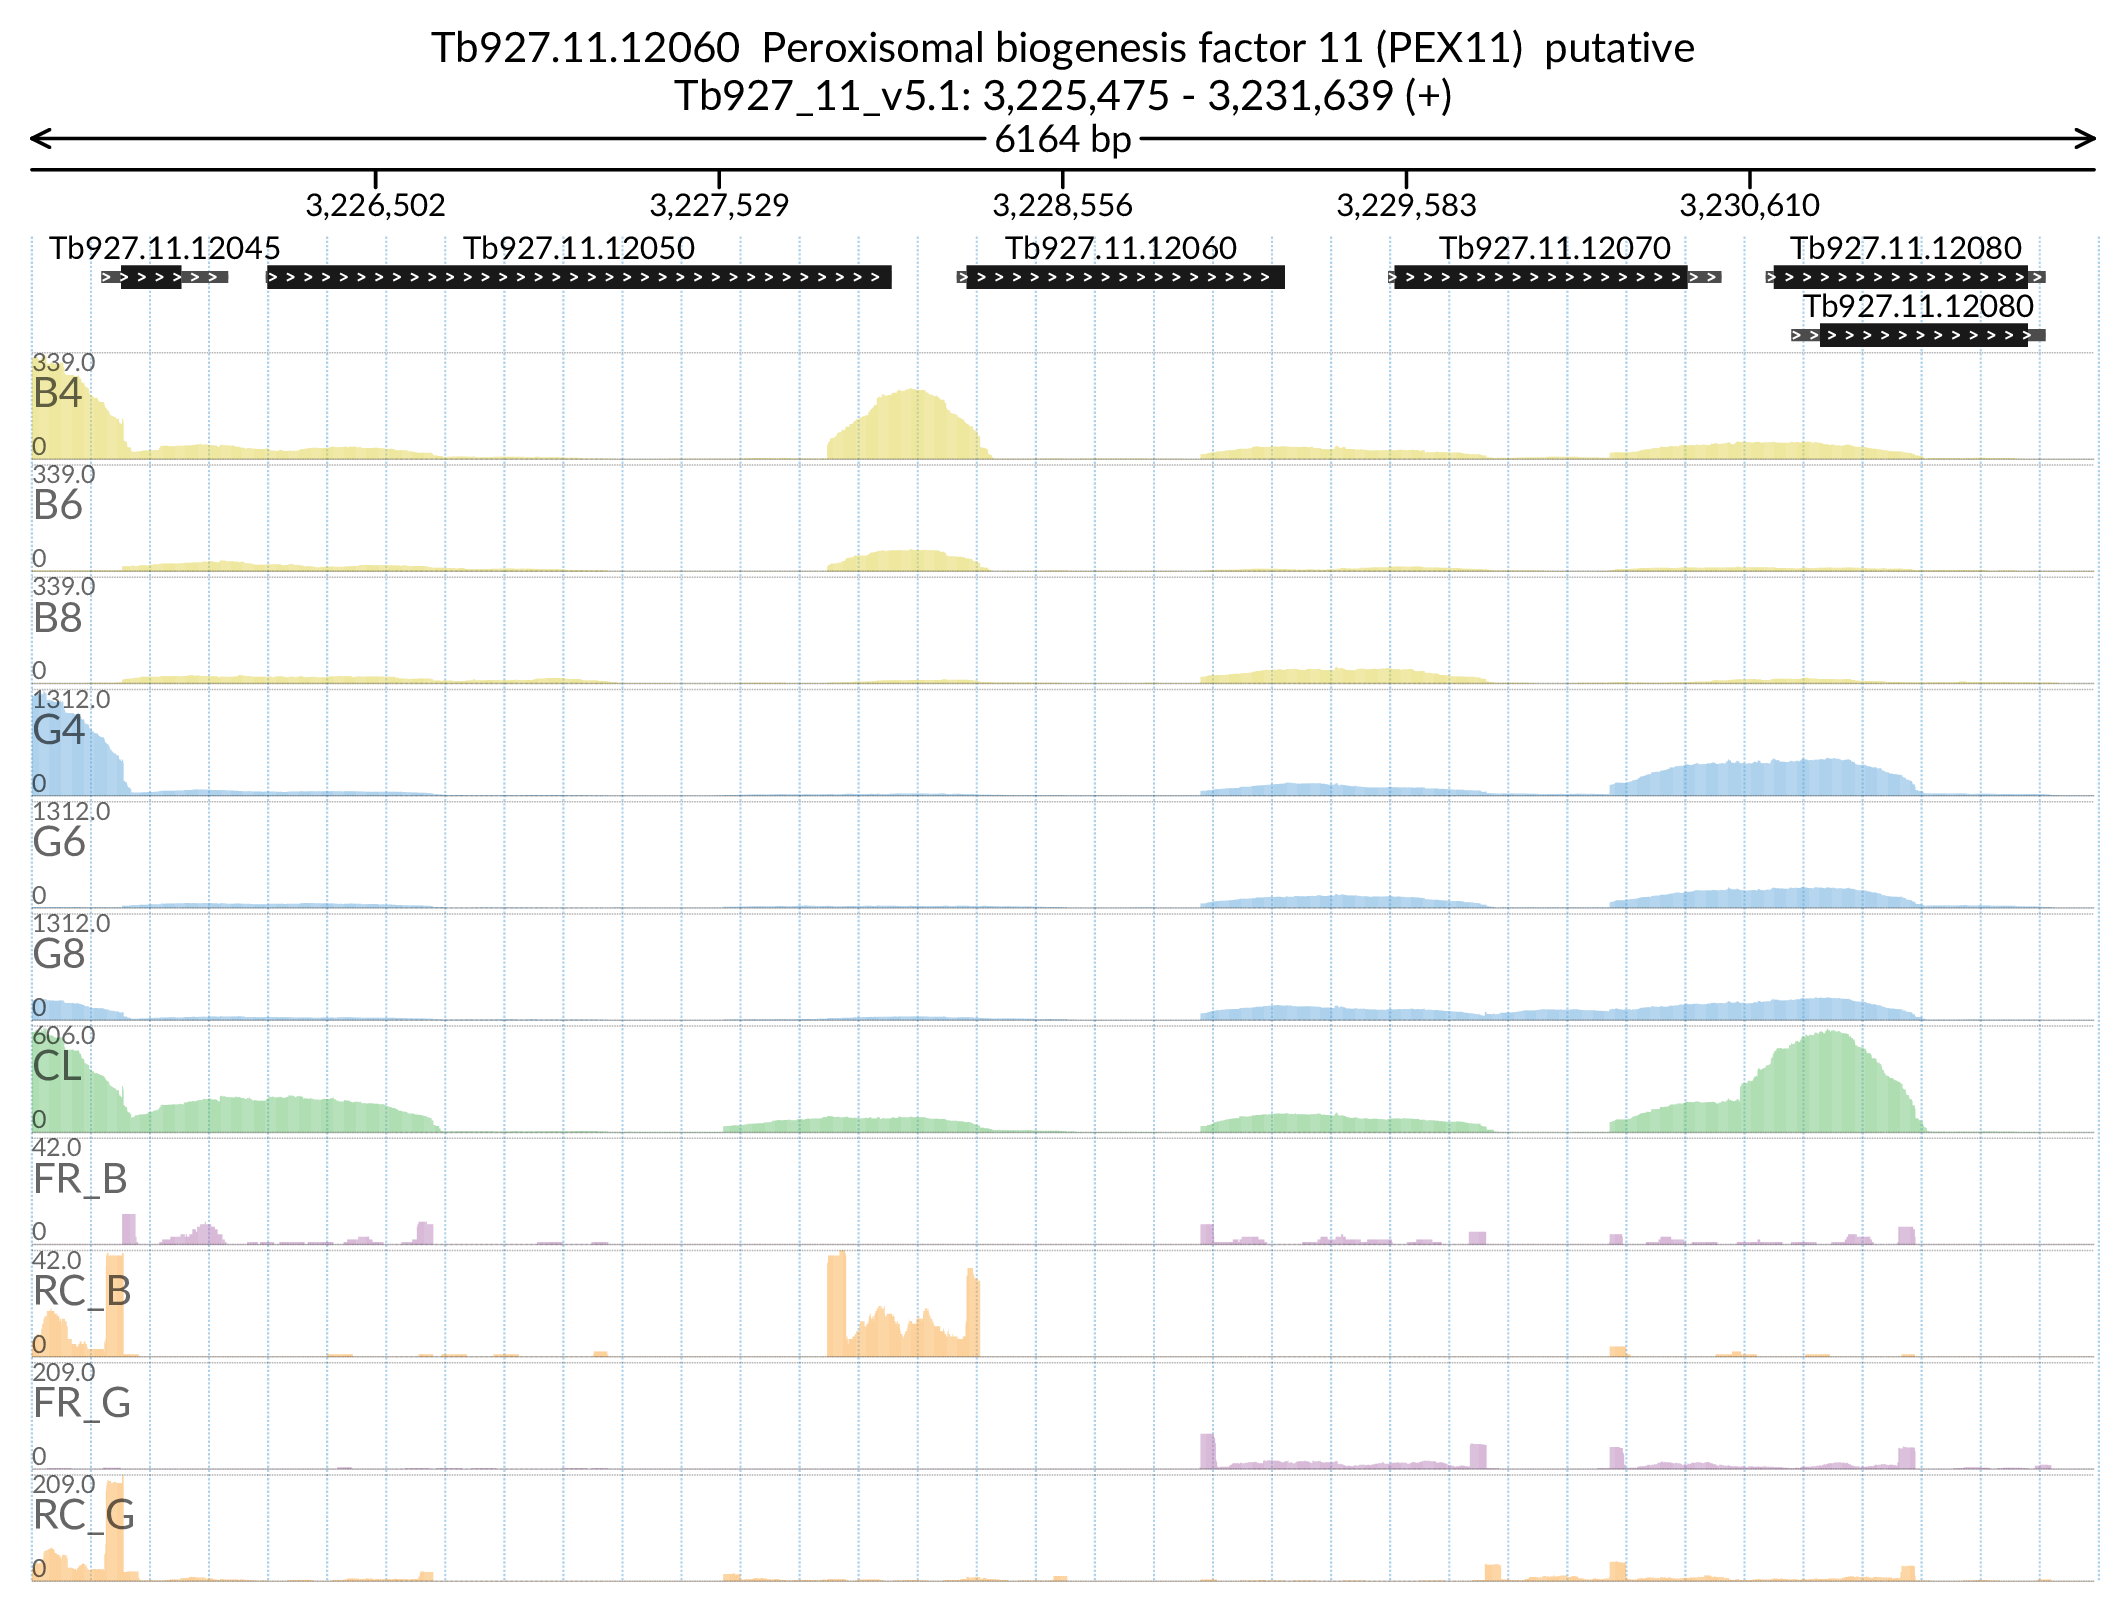 Tb927.11.12060  Peroxisomal biogenesis factor 11 (PEX11)  putative
Tb927_11_v5.1: 3,225,475 - 3,231,639 (+)
6164 bp
3,226,502 3,227,529 3,228,556 3,229,583 3,230,610
Tb927.11.12045 Tb927.11.12050 Tb927.11.12060 Tb927.11.12070 Tb927.11.12080
Tb927.11.12080
339.0
B4
0
339.0
B6
0
339.0
B8
0
1312.0
G4
0
1312.0
G6
0
1312.0
G8
0
606.0
CL
0
42.0
FR_B
0
42.0
RC_B
0
209.0
FR_G
0
209.0
RC_G
0